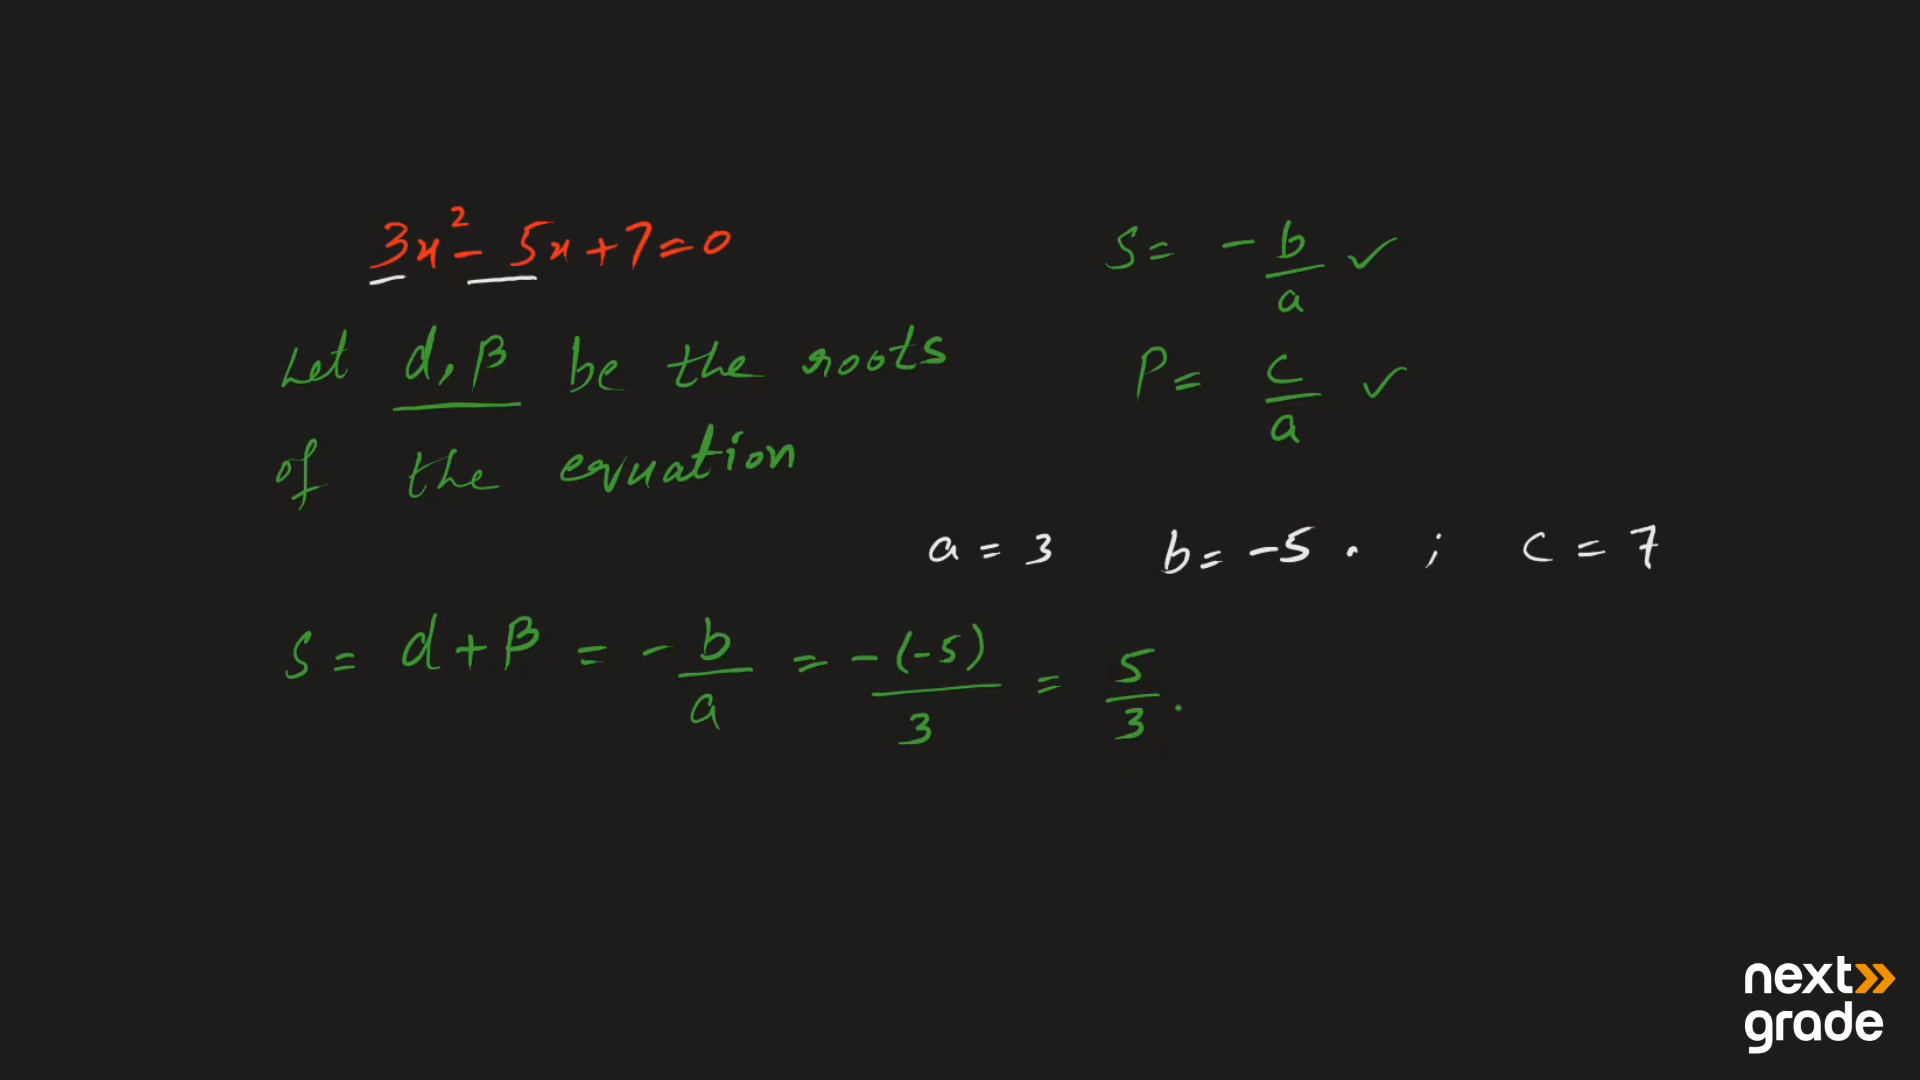 3x² - 5x + 7 = 0
S = - b/a ✓
Let α, β be the roots
P = c/a ✓
of the equation
a = 3 b = -5 . ; c = 7
S = α + β = - b/a = -(-5)/3 = 5/3 .
next
grade